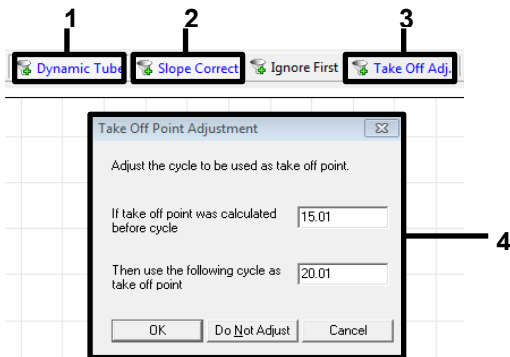 1 2 3
Dynamic Tube Slope Correct Ignore First Take Off Adj.
Take Off Point Adjustment
Adjust the cycle to be used as take off point.
If take off point was calculated
before cycle
15.01
4
Then use the following cycle as
take off point
20.01
OK Do Not Adjust Cancel